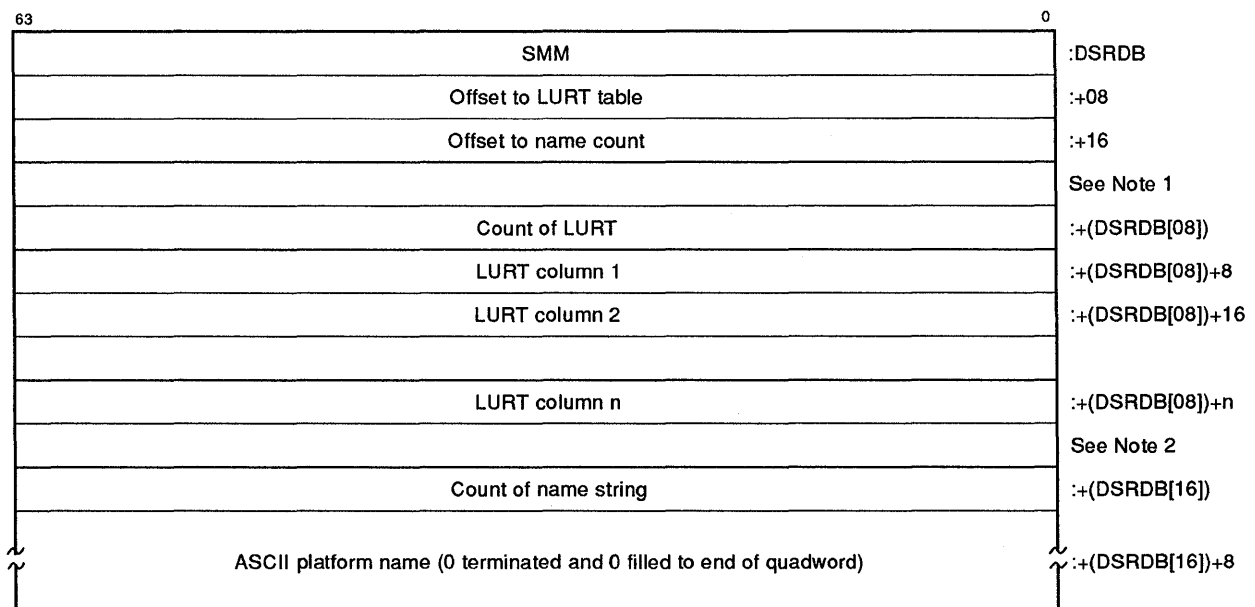 63 0
SMM :DSRDB
Offset to LURT table :+08
Offset to name count :+16
See Note 1
Count of LURT :+(DSRDB[08])
LURT column 1 :+(DSRDB[08])+8
LURT column 2 :+(DSRDB[08])+16
LURT column n :+(DSRDB[08])+n
See Note 2
Count of name string :+(DSRDB[16])
ASCII platform name (0 terminated and 0 filled to end of quadword) :+(DSRDB[16])+8